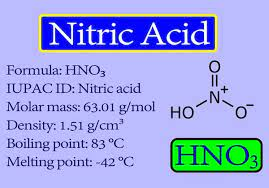 Nitric Acid
Formula: HNO₃
IUPAC ID: Nitric acid
Molar mass: 63.01 g/mol
Density: 1.51 g/cm³
Boiling point: 83 °C
Melting point: -42 °C
O
N⁺
HO
O⁻
HNO₃